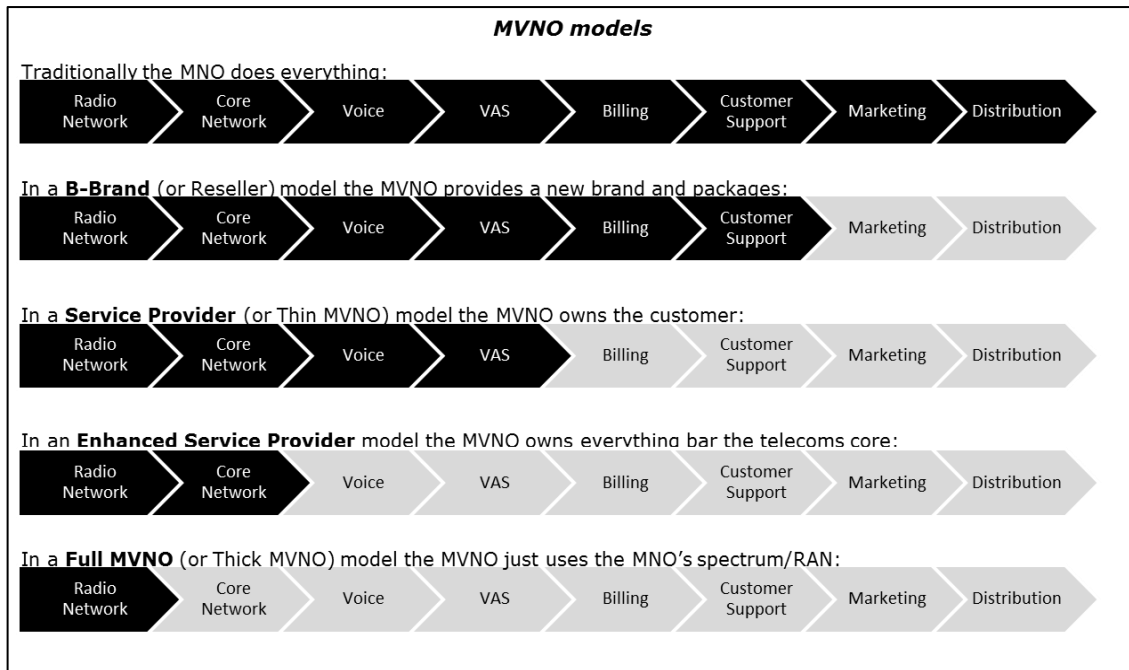 MVNO models
Traditionally the MNO does everything:
Radio Network
Core Network
Voice
VAS
Billing
Customer Support
Marketing
Distribution
In a B-Brand (or Reseller) model the MVNO provides a new brand and packages:
Radio Network
Core Network
Voice
VAS
Billing
Customer Support
Marketing
Distribution
In a Service Provider (or Thin MVNO) model the MVNO owns the customer:
Radio Network
Core Network
Voice
VAS
Billing
Customer Support
Marketing
Distribution
In an Enhanced Service Provider model the MVNO owns everything bar the telecoms core:
Radio Network
Core Network
Voice
VAS
Billing
Customer Support
Marketing
Distribution
In a Full MVNO (or Thick MVNO) model the MVNO just uses the MNO's spectrum/RAN:
Radio Network
Core Network
Voice
VAS
Billing
Customer Support
Marketing
Distribution